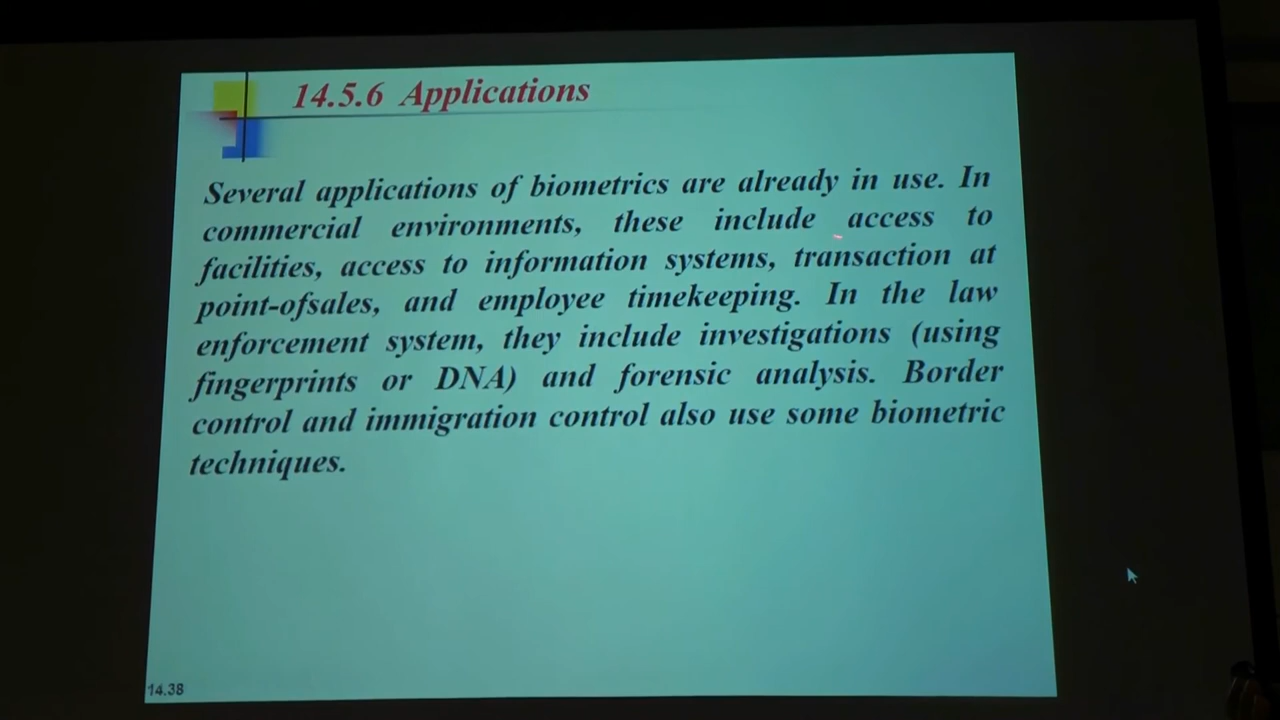 14.5.6 Applications
Several applications of biometrics are already in use. In
commercial environments, these include access to
facilities, access to information systems, transaction at
point-ofsales, and employee timekeeping. In the law
enforcement system, they include investigations (using
fingerprints or DNA) and forensic analysis. Border
control and immigration control also use some biometric
techniques.
14.38